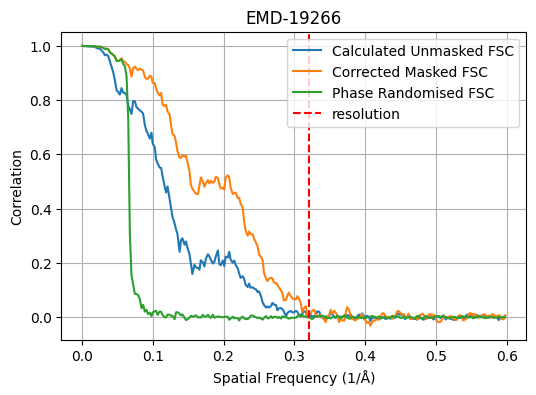 EMD-19266
Calculated Unmasked FSC
Corrected Masked FSC
Phase Randomised FSC
resolution
Correlation
1.0
0.8
0.6
0.4
0.2
0.0
0.0 0.1 0.2 0.3 0.4 0.5 0.6
Spatial Frequency (1/Å)